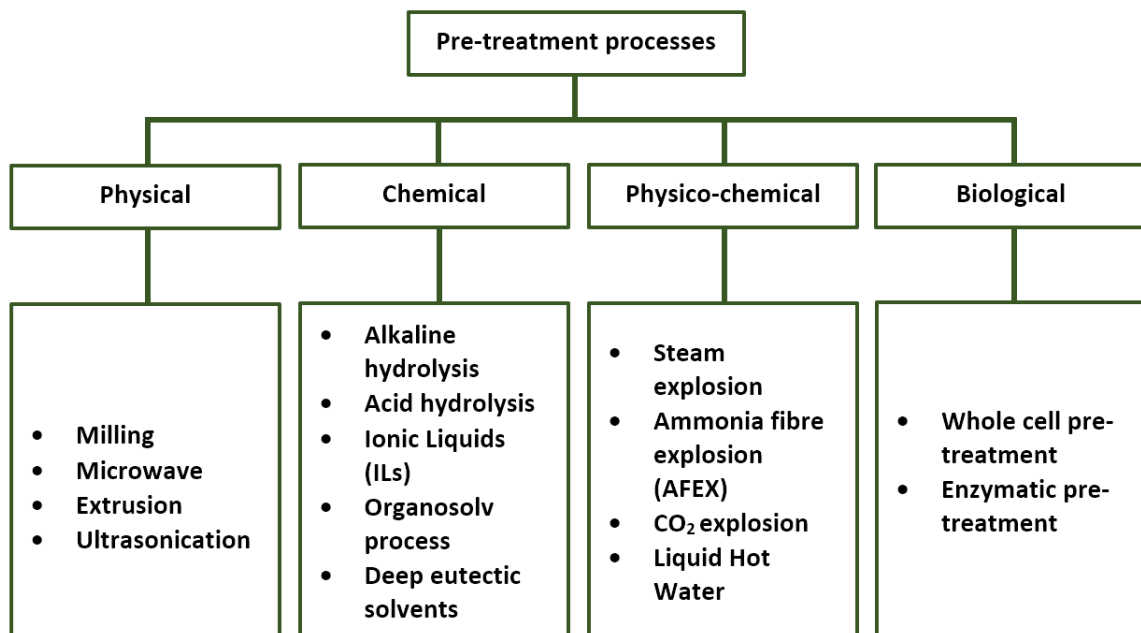 Pre-treatment processes
Physical
Chemical
Physico-chemical
Biological
• Milling
• Microwave
• Extrusion
• Ultrasonication
• Alkaline
hydrolysis
• Acid hydrolysis
• Ionic Liquids
(ILs)
• Organosolv
process
• Deep eutectic
solvents
• Steam
explosion
• Ammonia fibre
explosion
(AFEX)
• CO₂ explosion
• Liquid Hot
Water
• Whole cell pre-
treatment
• Enzymatic pre-
treatment